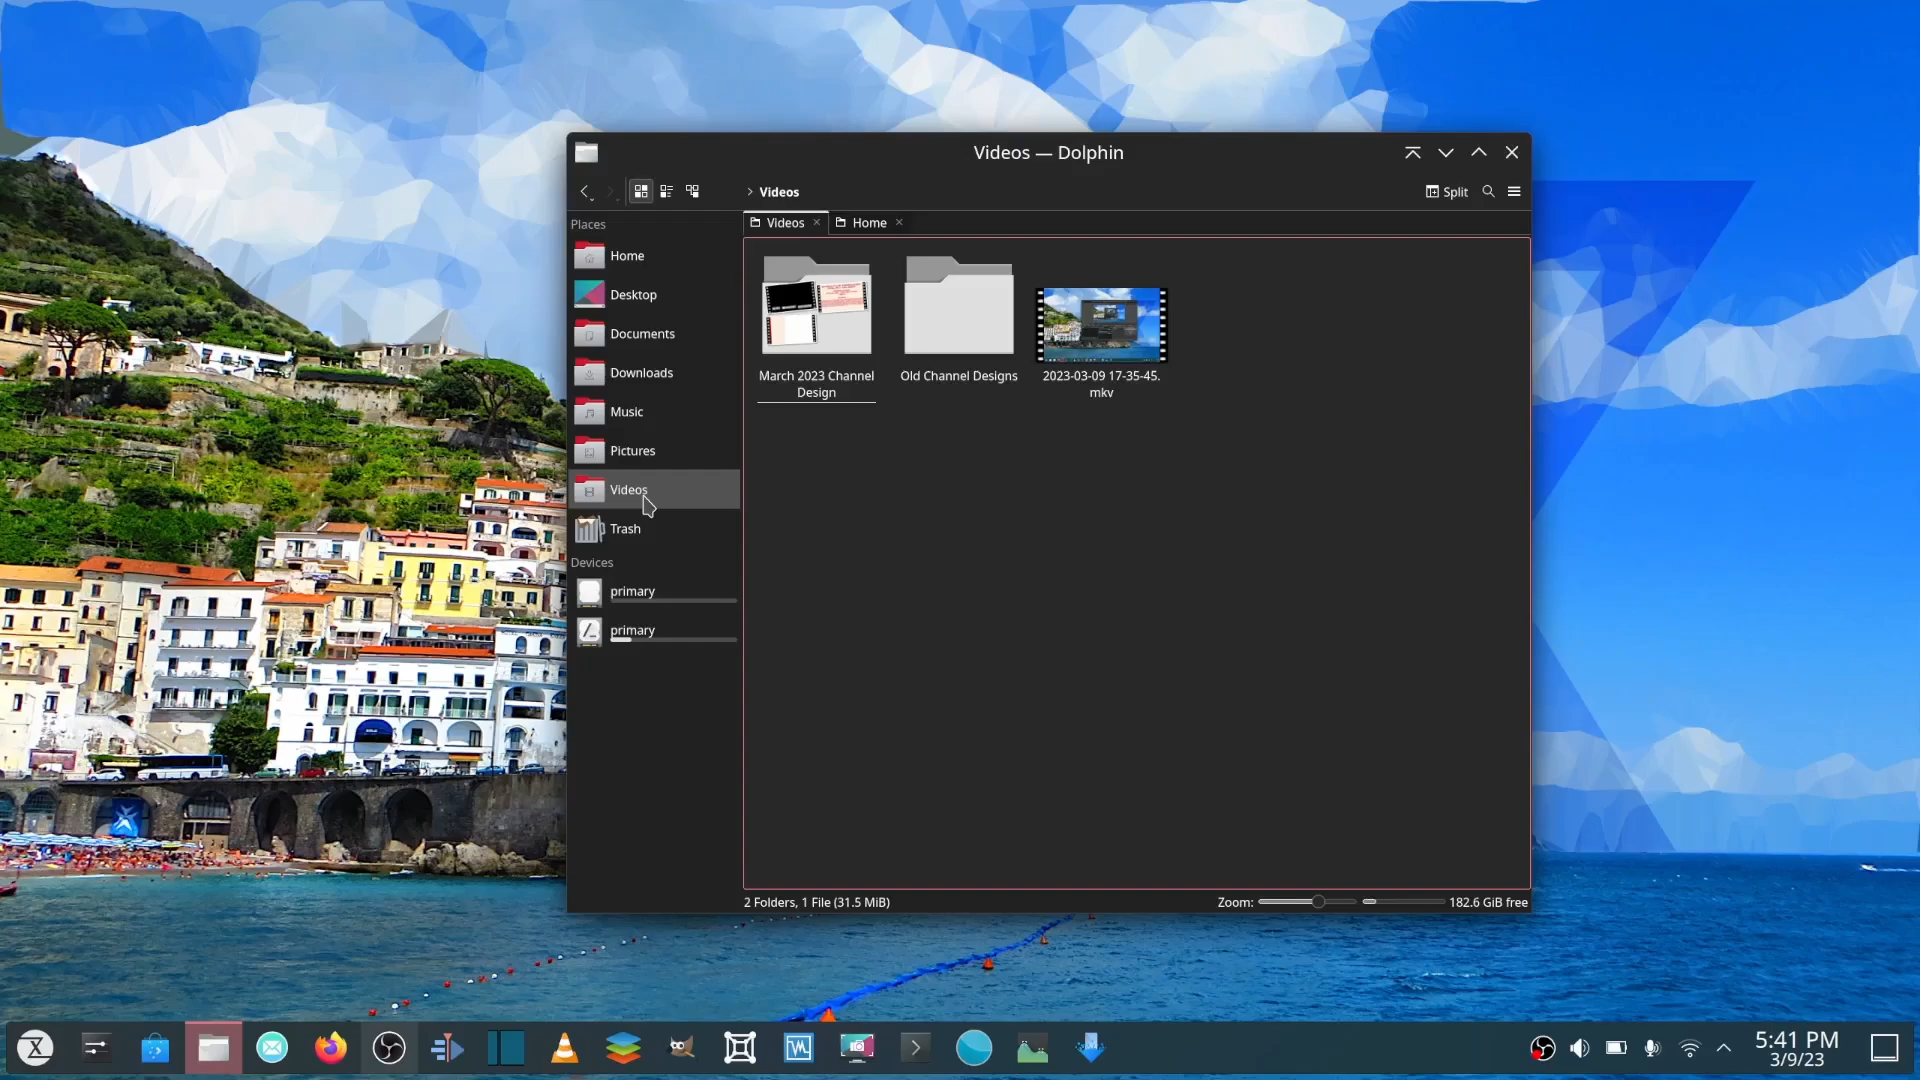 Videos — Dolphin
Videos
Split
Places
Videos
Home
Home
Desktop
Documents
Downloads
Music
Pictures
Videos
Trash
Devices
primary
primary
March 2023 Channel
Design
Old Channel Designs
2023-03-09 17-35-45.
mkv
2 Folders, 1 File (31.5 MiB)
Zoom:
182.6 GiB free
5:41 PM
3/9/23